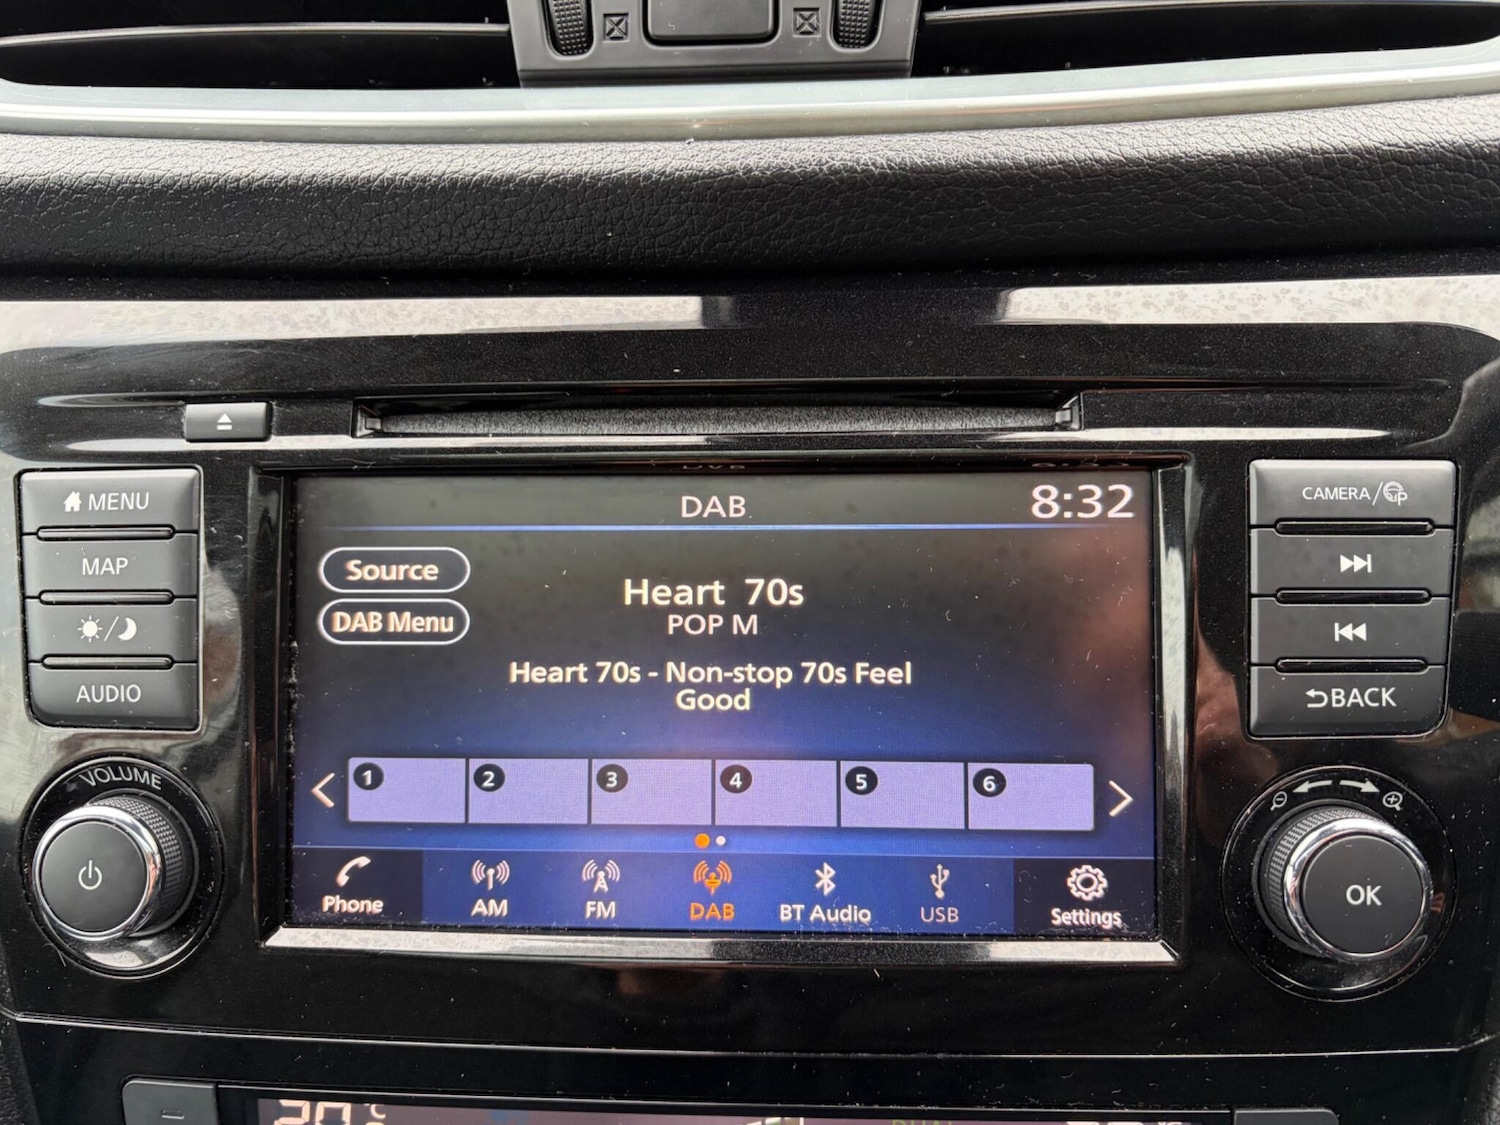 MENU
MAP
AUDIO
VOLUME
DAB
8:32
Source
DAB Menu
Heart 70s
POP M
Heart 70s - Non-stop 70s Feel
Good
1
2
3
4
5
6
Phone
AM
FM
DAB
BT Audio
USB
Settings
CAMERA/
BACK
OK
°C